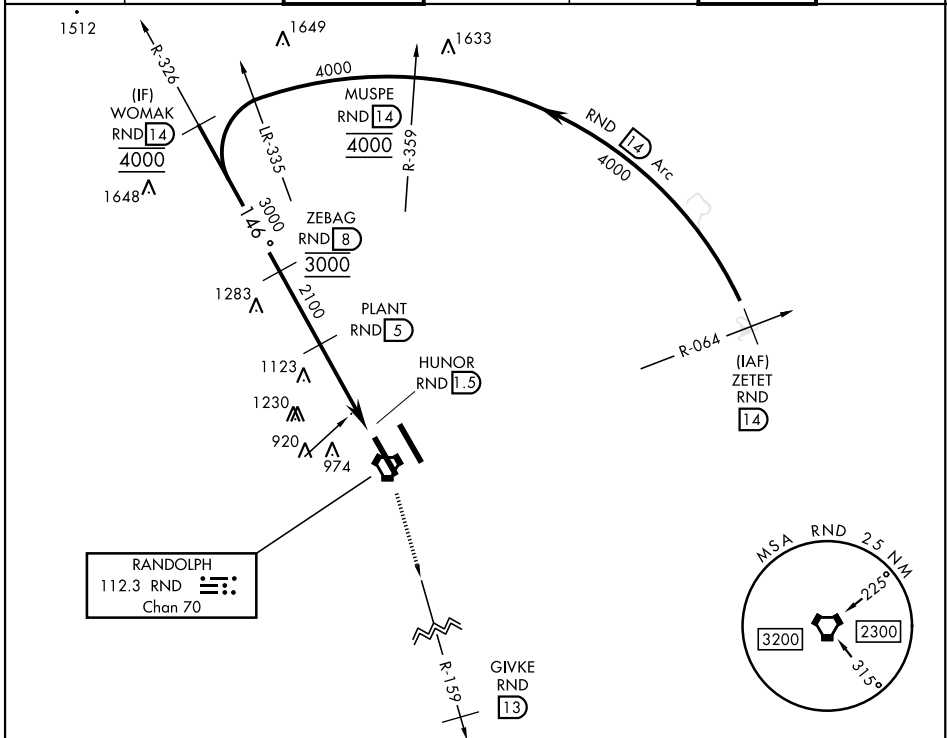 1512
R-326
1649
4000
1633
(IF)
WOMAK
RND 14
4000
MUSPE
RND 14
4000
LR-335
R-359
RND 14 Arc
4000
1648
3000
146°
ZEBAG
RND 8
3000
1283
2100
PLANT
RND 5
1123
HUNOR
RND 1.5
1230
920
974
R-064
(IAF)
ZETET
RND
14
RANDOLPH
112.3 RND
Chan 70
MSA RND 25 NM
225°
3200
2300
315°
R-159
GIVKE
RND
13